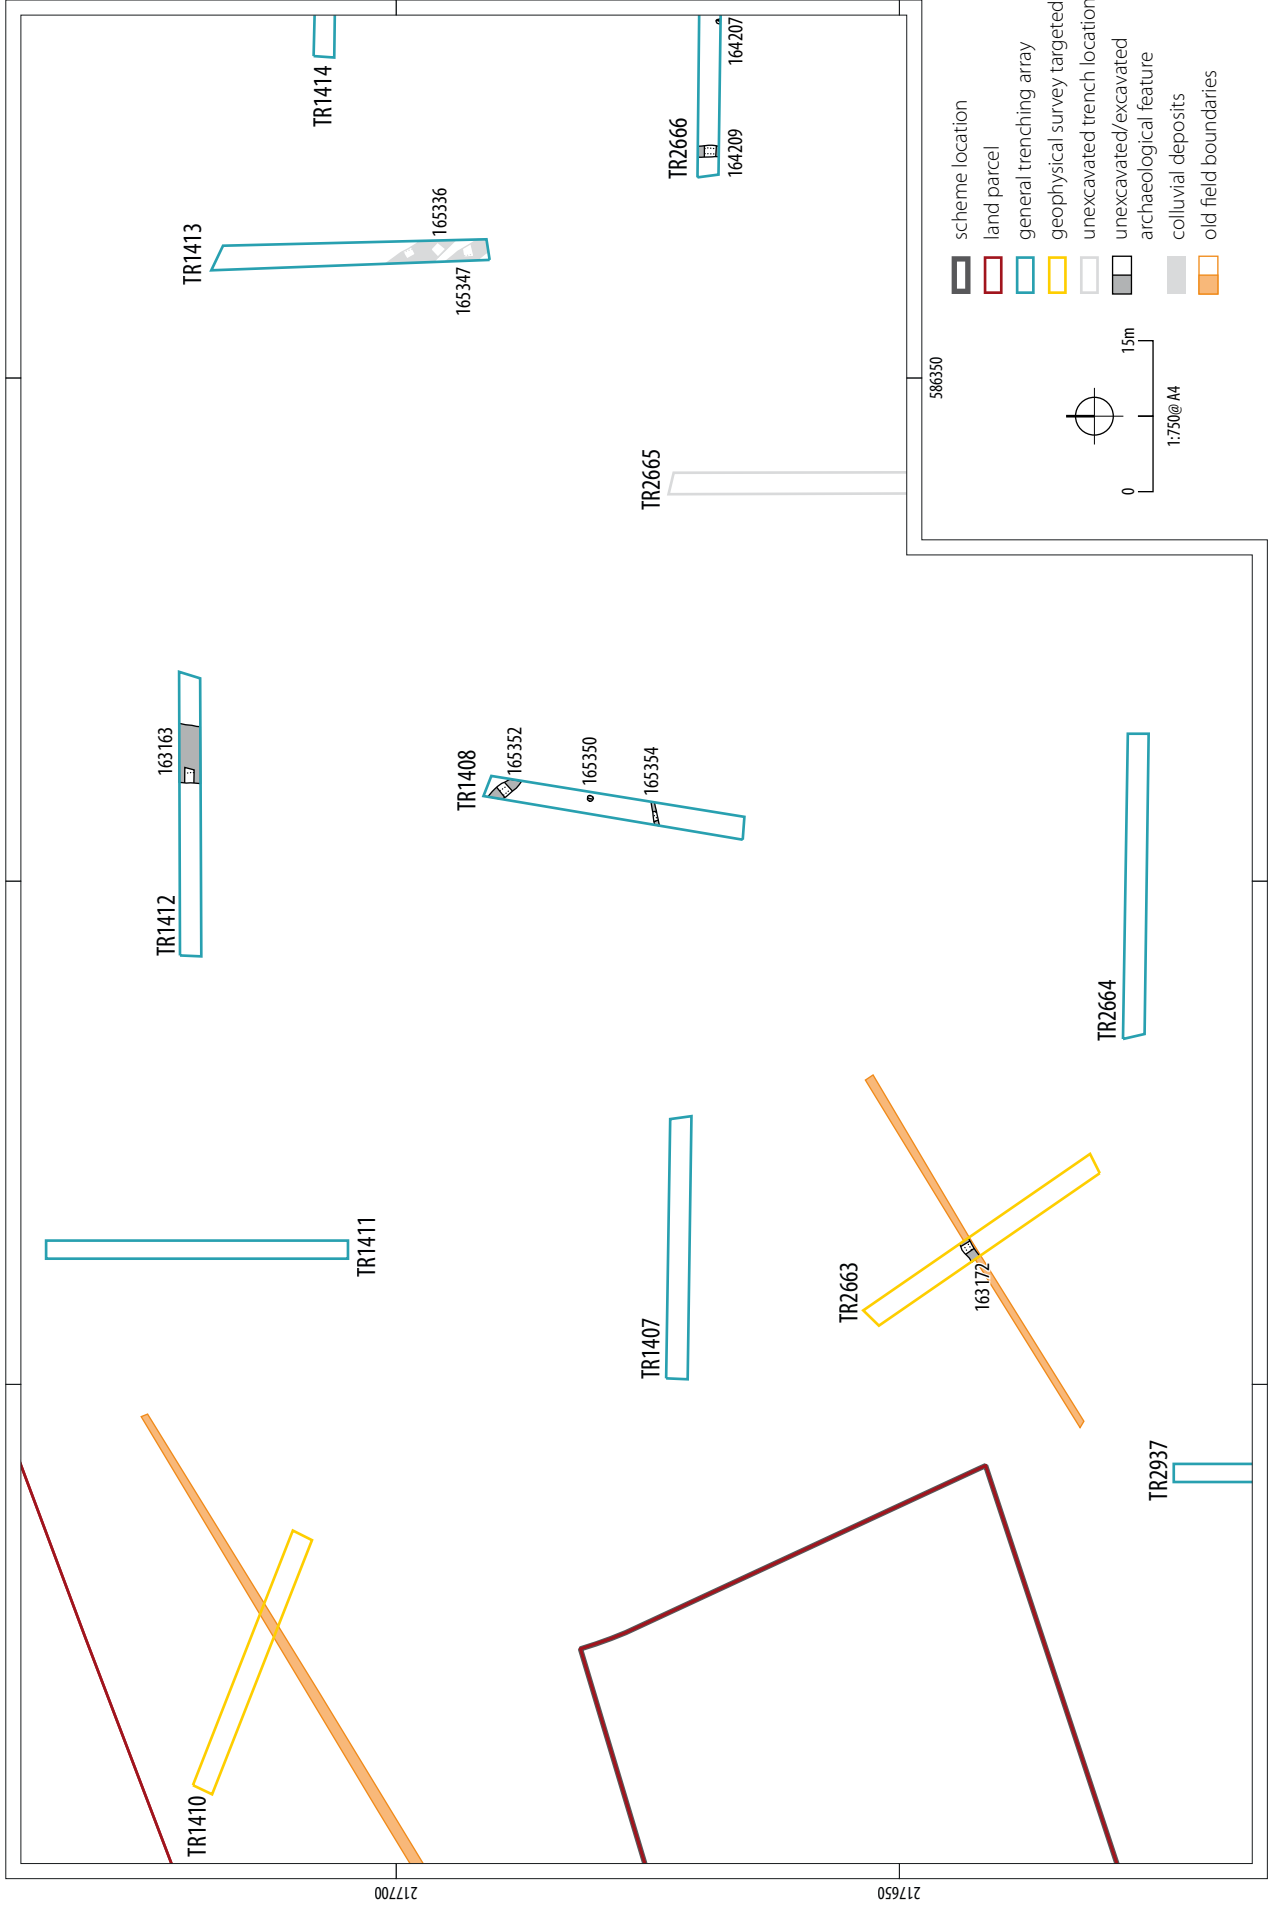 TR1414
TR1413
165336
165347
TR2666
164207
164209
TR2665
TR1412
163163
TR1408
165352
165350
165354
TR2664
TR1411
TR1407
TR2663
163172
TR2937
TR1410
217700
217650
586350
0
15m
1:750@ A4
scheme location
land parcel
general trenching array
geophysical survey targeted
unexcavated trench location
unexcavated/excavated
archaeological feature
colluvial deposits
old field boundaries